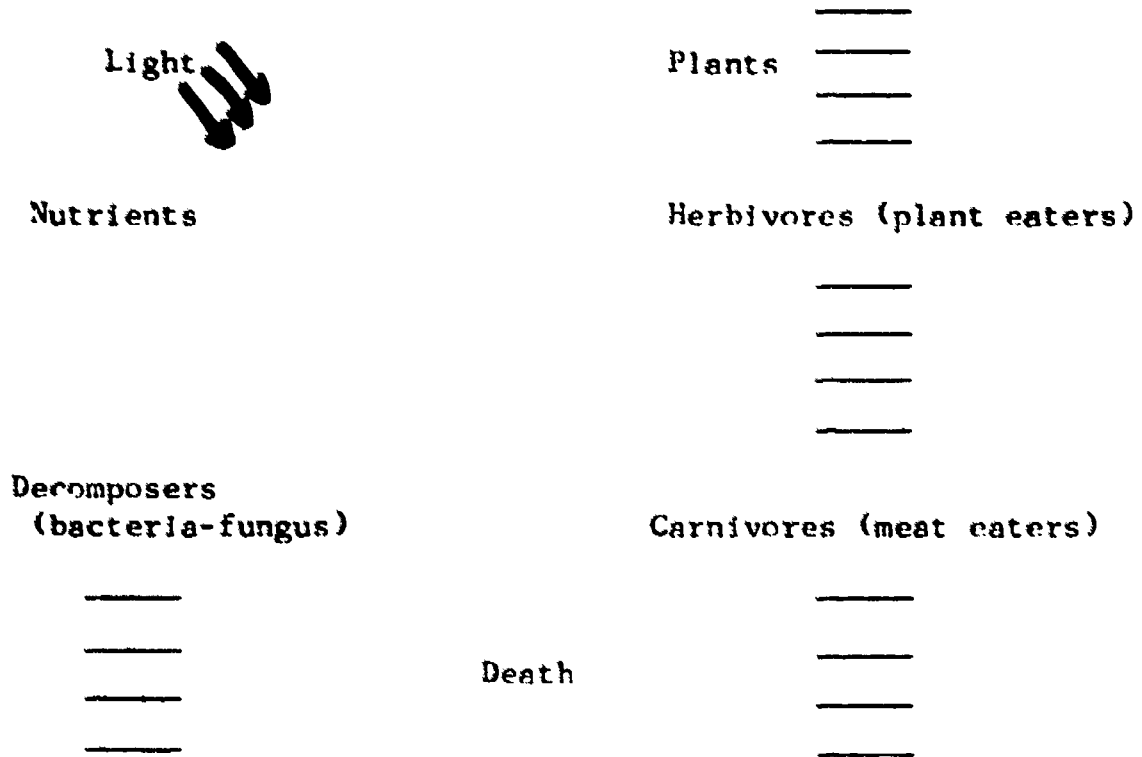 Light
Plants
Nutrients
Herbivores (plant eaters)
Decomposers
(bacteria-fungus)
Carnivores (meat eaters)
Death